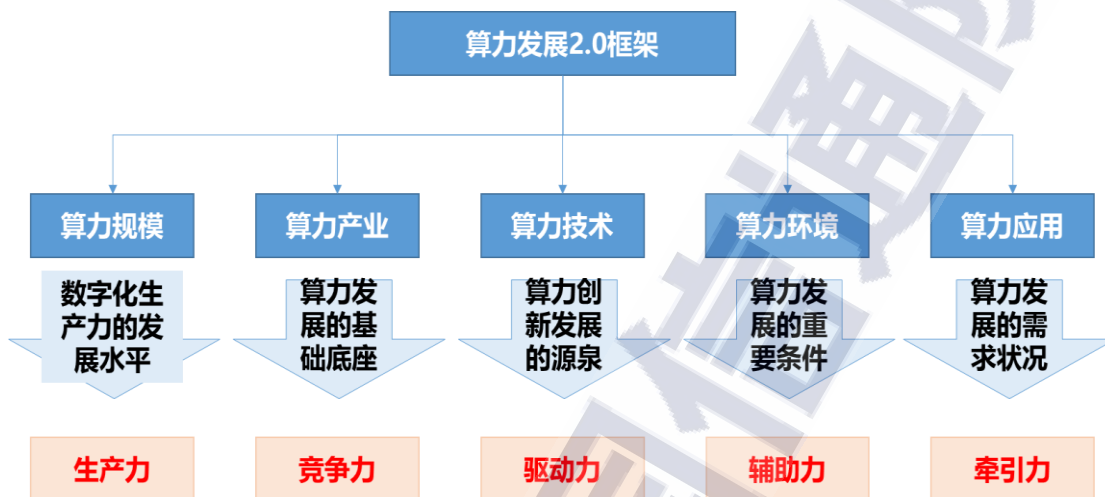 算力发展2.0框架
算力规模
算力产业
算力技术
算力环境
算力应用
数字化生
产力的发
展水平
算力发
展的基
础底座
算力创
新发展
的源泉
算力发
展的重
要条件
算力发
展的需
求状况
生产力
竞争力
驱动力
辅助力
牵引力